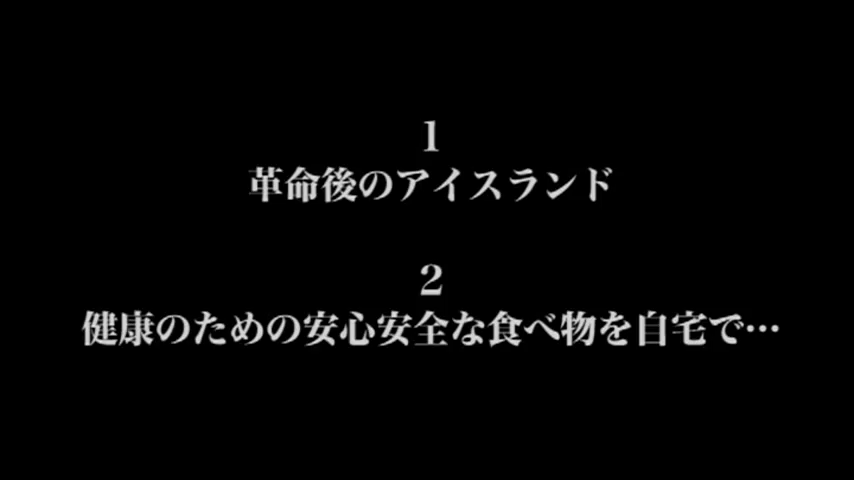 1
革命後のアイスランド
2
健康のための安心安全な食べ物を自宅で…